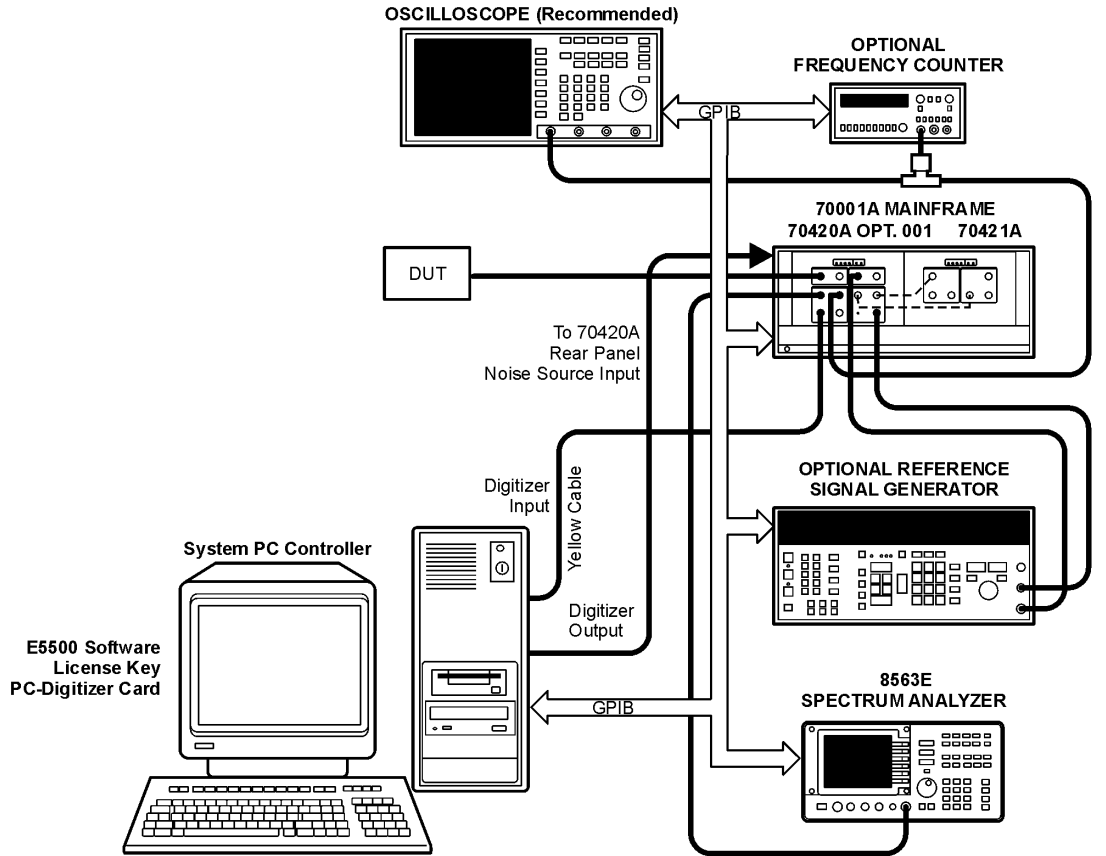 OSCILLOSCOPE (Recommended)
OPTIONAL
FREQUENCY COUNTER
GPIB
70001A MAINFRAME
70420A OPT. 001 70421A
DUT
To 70420A
Rear Panel
Noise Source Input
OPTIONAL REFERENCE
SIGNAL GENERATOR
Digitizer
Input
Yellow Cable
System PC Controller
Digitizer
Output
E5500 Software
License Key
PC-Digitizer Card
8563E
SPECTRUM ANALYZER
GPIB